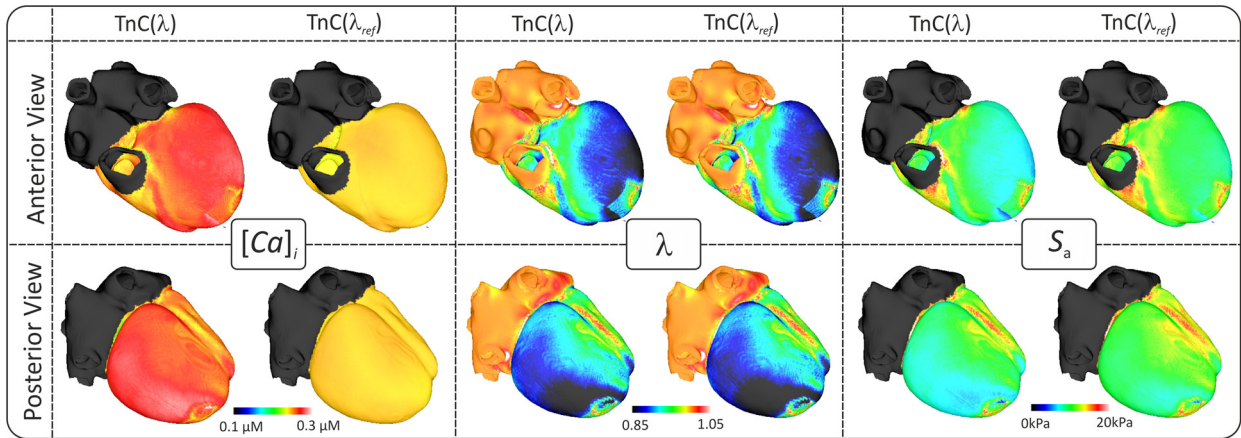 TnC(λ) TnC(λref) TnC(λ) TnC(λref) TnC(λ) TnC(λref)
Anterior View
[Ca]i λ Sa
Posterior View
0.1 µM 0.3 µM 0.85 1.05 0kPa 20kPa